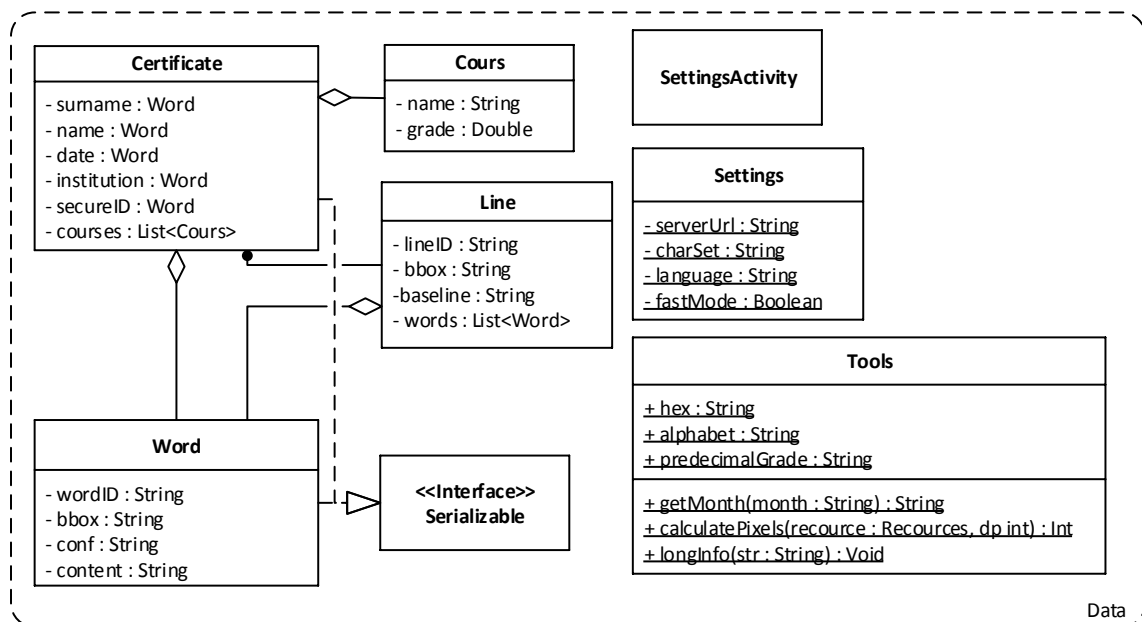 Certificate
- surname : Word
- name : Word
- date : Word
- institution : Word
- secureID : Word
- courses : List<Cours>
Cours
- name : String
- grade : Double
SettingsActivity
Line
- lineID : String
- bbox : String
-baseline : String
- words : List<Word>
Settings
- serverUrl : String
- charSet : String
- language : String
- fastMode : Boolean
Word
- wordID : String
- bbox : String
- conf : String
- content : String
<<Interface>>
Serializable
Tools
+ hex : String
+ alphabet : String
+ predecimalGrade : String
+ getMonth(month : String) : String
+ calculatePixels(recource : Recources, dp int) : Int
+ longInfo(str : String) : Void
Data